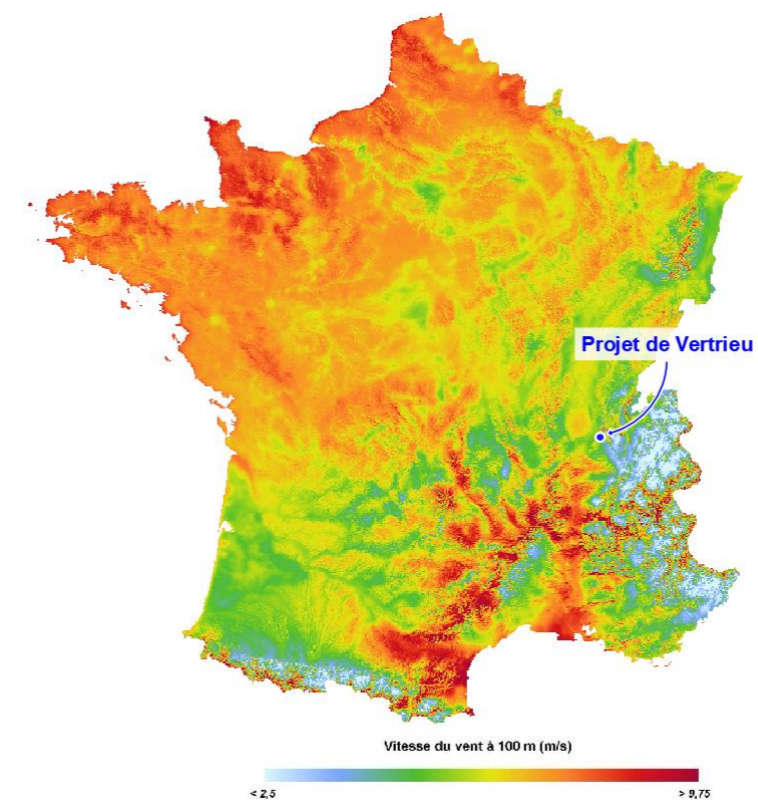 Projet de Vertrieu
Vitesse du vent à 100 m (m/s)
< 2,5
> 9,75